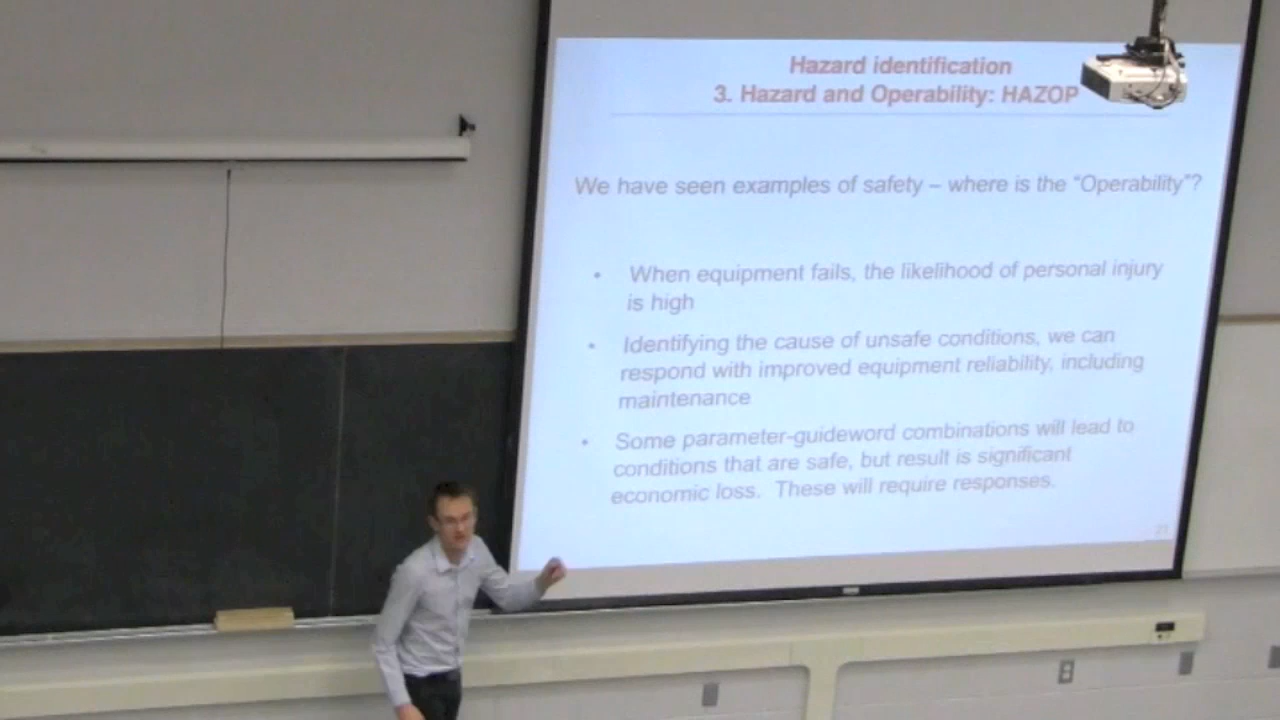 Hazard identification
3. Hazard and Operability: HAZOP
We have seen examples of safety – where is the "Operability"?
• When equipment fails, the likelihood of personal injury
is high
• Identifying the cause of unsafe conditions, we can
respond with improved equipment reliability, including
maintenance
• Some parameter-guideword combinations will lead to
conditions that are safe, but result is significant
economic loss. These will require responses.